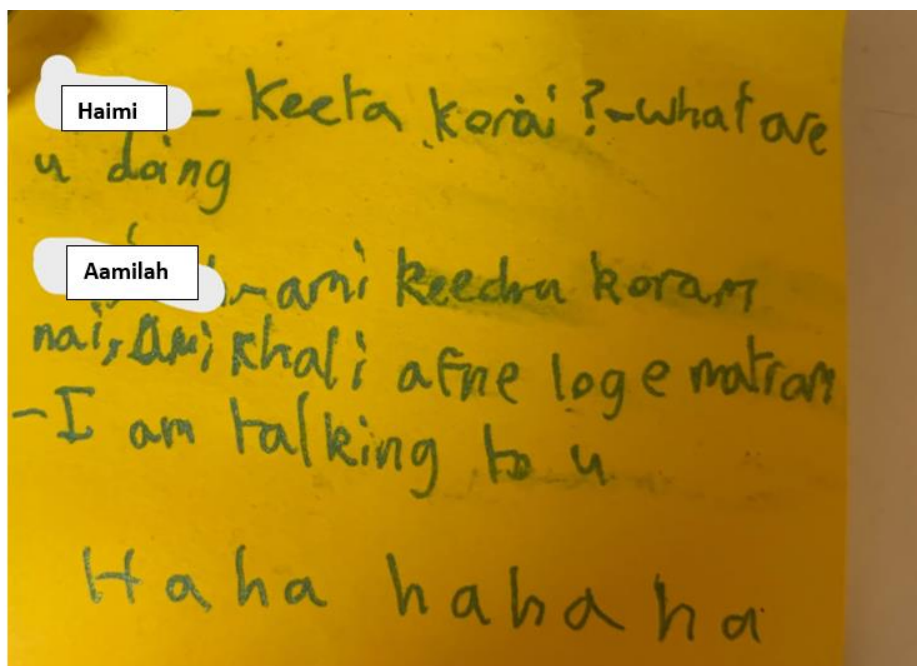 Haimi - Keeta korai ? - what are
u doing
Aamilah - ami keedra koram
nai, Ami khali afne loge matram
- I am talking to u
Haha hahaha